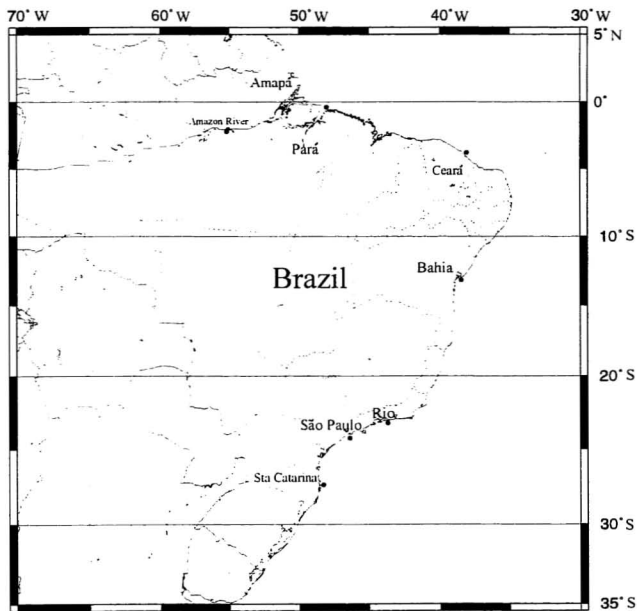 70° W 60° W 50° W 40° W 30° W
5° N
Amapá
0°
Amazon River
Pará
Ceará
10° S
Bahia
Brazil
20° S
Rio
São Paulo
Sta Catarina
30° S
35° S